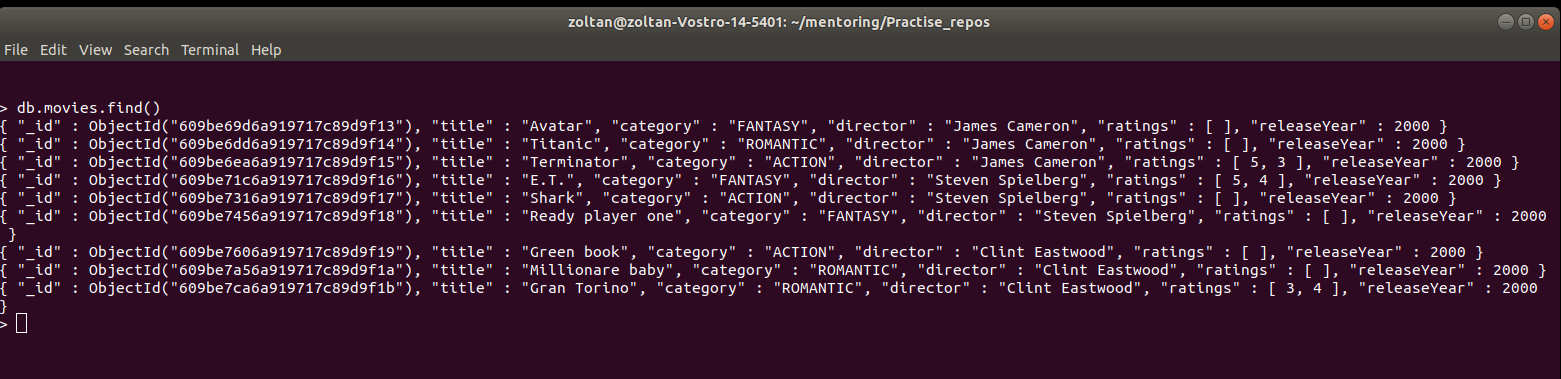 zoltan@zoltan-Vostro-14-5401: ~/mentoring/Practise_repos
File Edit View Search Terminal Help
> db.movies.find()
{ "_id" : ObjectId("609be69d6a919717c89d9f13"), "title" : "Avatar", "category" : "FANTASY", "director" : "James Cameron", "ratings" : [ ], "releaseYear" : 2000 }
{ "_id" : ObjectId("609be6dd6a919717c89d9f14"), "title" : "Titanic", "category" : "ROMANTIC", "director" : "James Cameron", "ratings" : [ ], "releaseYear" : 2000 }
{ "_id" : ObjectId("609be6ea6a919717c89d9f15"), "title" : "Terminator", "category" : "ACTION", "director" : "James Cameron", "ratings" : [ 5, 3 ], "releaseYear" : 2000 }
{ "_id" : ObjectId("609be71c6a919717c89d9f16"), "title" : "E.T.", "category" : "FANTASY", "director" : "Steven Spielberg", "ratings" : [ 5, 4 ], "releaseYear" : 2000 }
{ "_id" : ObjectId("609be7316a919717c89d9f17"), "title" : "Shark", "category" : "ACTION", "director" : "Steven Spielberg", "ratings" : [ ], "releaseYear" : 2000 }
{ "_id" : ObjectId("609be7456a919717c89d9f18"), "title" : "Ready player one", "category" : "FANTASY", "director" : "Steven Spielberg", "ratings" : [ ], "releaseYear" : 2000
 }
{ "_id" : ObjectId("609be7606a919717c89d9f19"), "title" : "Green book", "category" : "ACTION", "director" : "Clint Eastwood", "ratings" : [ ], "releaseYear" : 2000 }
{ "_id" : ObjectId("609be7a56a919717c89d9f1a"), "title" : "Millionare baby", "category" : "ROMANTIC", "director" : "Clint Eastwood", "ratings" : [ ], "releaseYear" : 2000 }
{ "_id" : ObjectId("609be7ca6a919717c89d9f1b"), "title" : "Gran Torino", "category" : "ROMANTIC", "director" : "Clint Eastwood", "ratings" : [ 3, 4 ], "releaseYear" : 2000
}
>